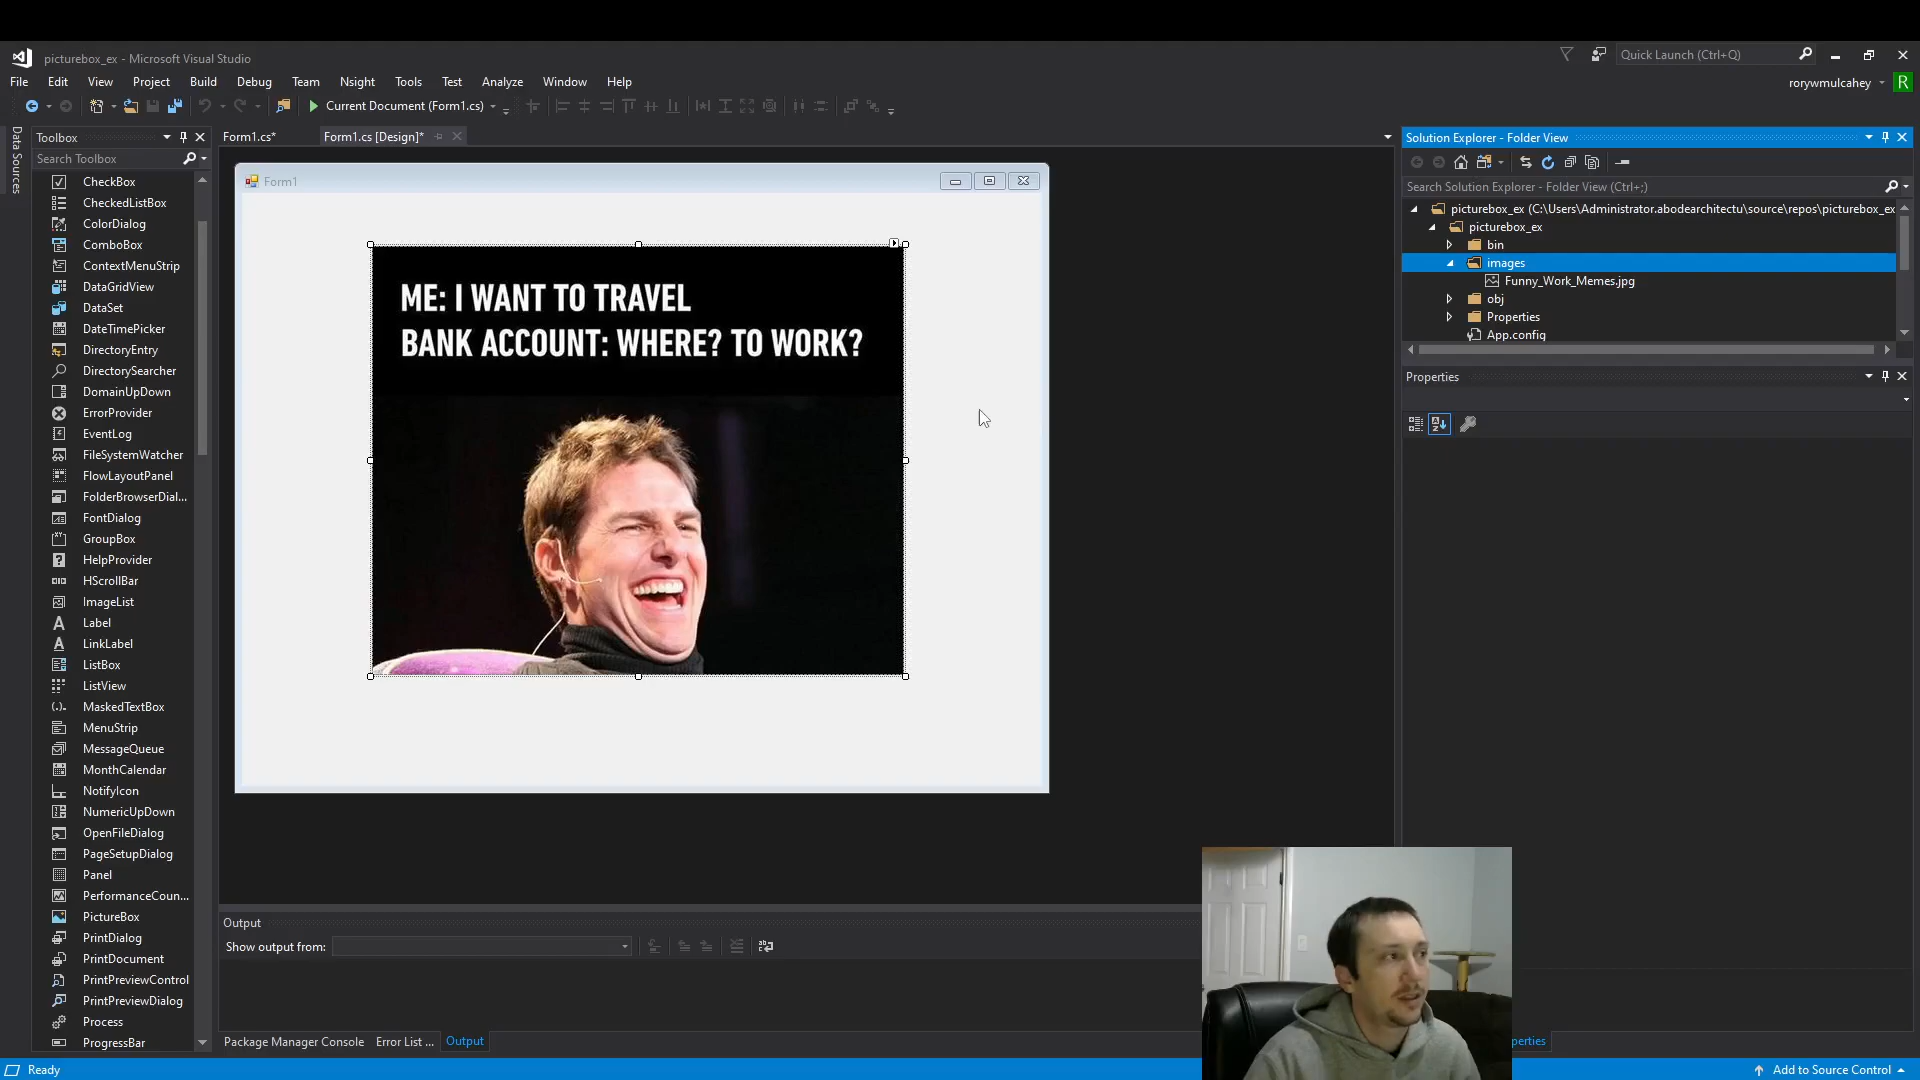 picturebox_ex - Microsoft Visual Studio
Quick Launch (Ctrl+Q)
File Edit View Project Build Debug Team Nsight Tools Test Analyze Window Help
rorywmulcahey R
Current Document (Form1.cs)
Data Sources
Toolbox
Search Toolbox
CheckBox
CheckedListBox
ColorDialog
ComboBox
ContextMenuStrip
DataGridView
DataSet
DateTimePicker
DirectoryEntry
DirectorySearcher
DomainUpDown
ErrorProvider
EventLog
FileSystemWatcher
FlowLayoutPanel
FolderBrowserDial...
FontDialog
GroupBox
HelpProvider
HScrollBar
ImageList
Label
LinkLabel
ListBox
ListView
MaskedTextBox
MenuStrip
MessageQueue
MonthCalendar
NotifyIcon
NumericUpDown
OpenFileDialog
PageSetupDialog
Panel
PerformanceCoun...
PictureBox
PrintDialog
PrintDocument
PrintPreviewControl
PrintPreviewDialog
Process
ProgressBar
Form1.cs* Form1.cs [Design]*
Form1
ME: I WANT TO TRAVEL
BANK ACCOUNT: WHERE? TO WORK?
Output
Show output from:
Package Manager Console Error List ... Output
Solution Explorer - Folder View
Search Solution Explorer - Folder View (Ctrl+;)
picturebox_ex (C:\Users\Administrator.abodearchitectu\source\repos\picturebox_ex
picturebox_ex
bin
images
Funny_Work_Memes.jpg
obj
Properties
App.config
Properties
perties
Ready
Add to Source Control